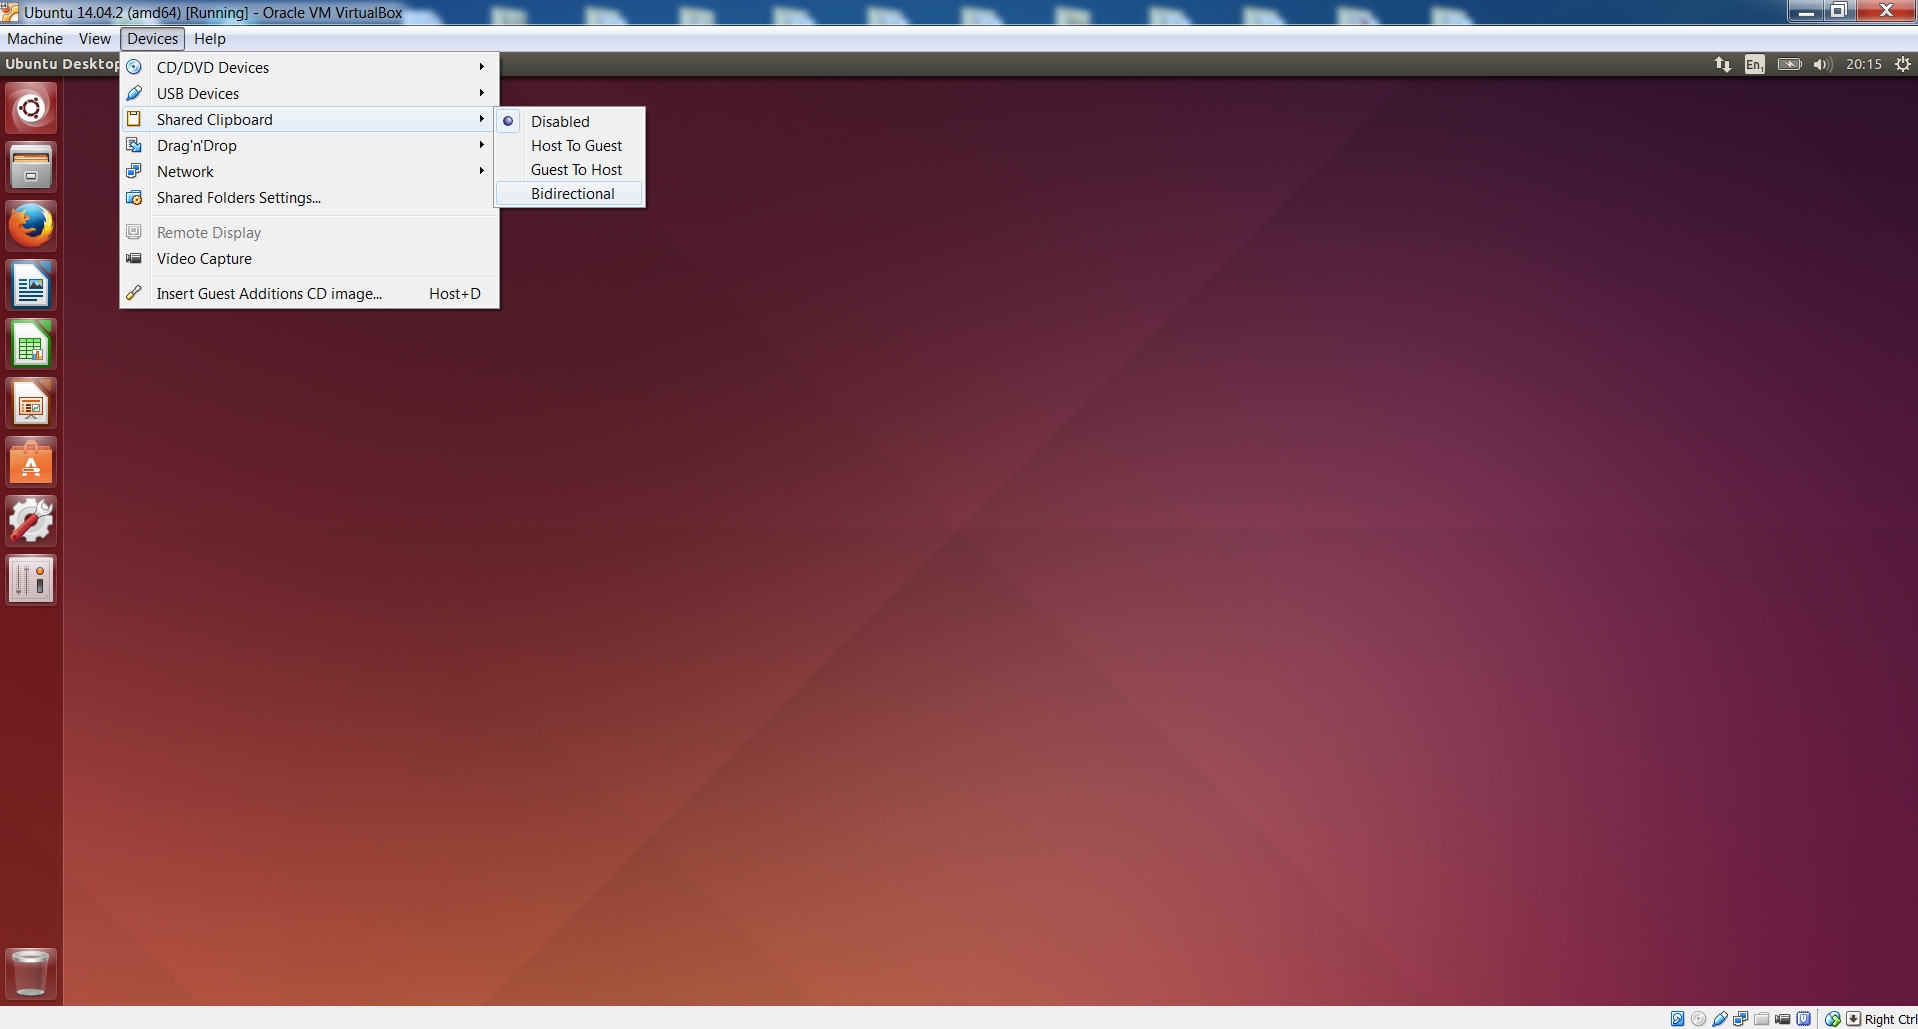 Ubuntu 14.04.2 (amd64) [Running] - Oracle VM VirtualBox
Machine View Devices Help
Ubuntu Desktop
En1 20:15
CD/DVD Devices
USB Devices
Shared Clipboard
Drag'n'Drop
Network
Shared Folders Settings...
Remote Display
Video Capture
Insert Guest Additions CD image... Host+D
Disabled
Host To Guest
Guest To Host
Bidirectional
Right Ctrl